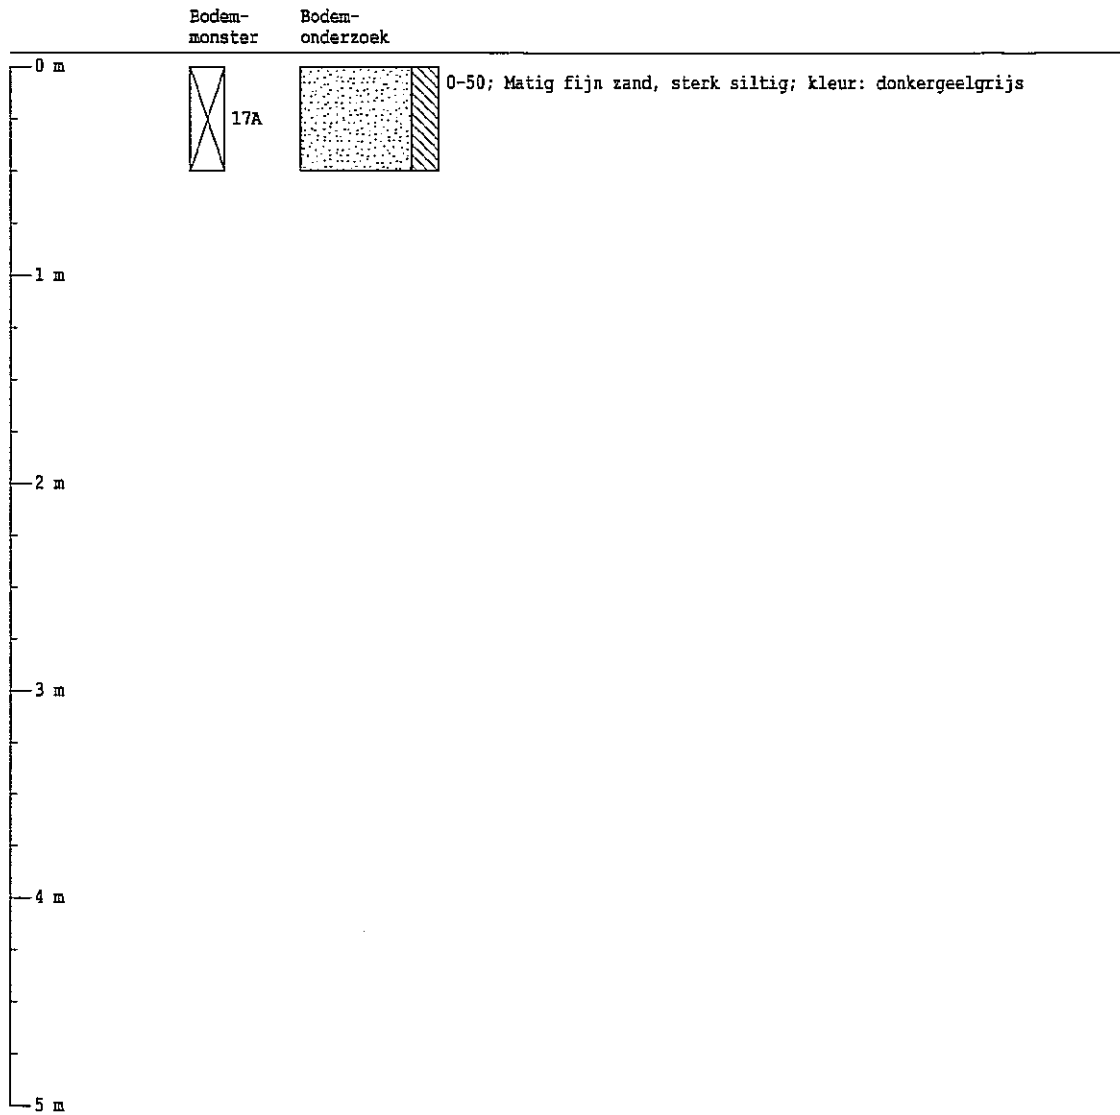 Bodem-
monster
Bodem-
onderzoek
0 m
17A
0-50; Matig fijn zand, sterk siltig; kleur: donkergeelgrijs
1 m
2 m
3 m
4 m
5 m